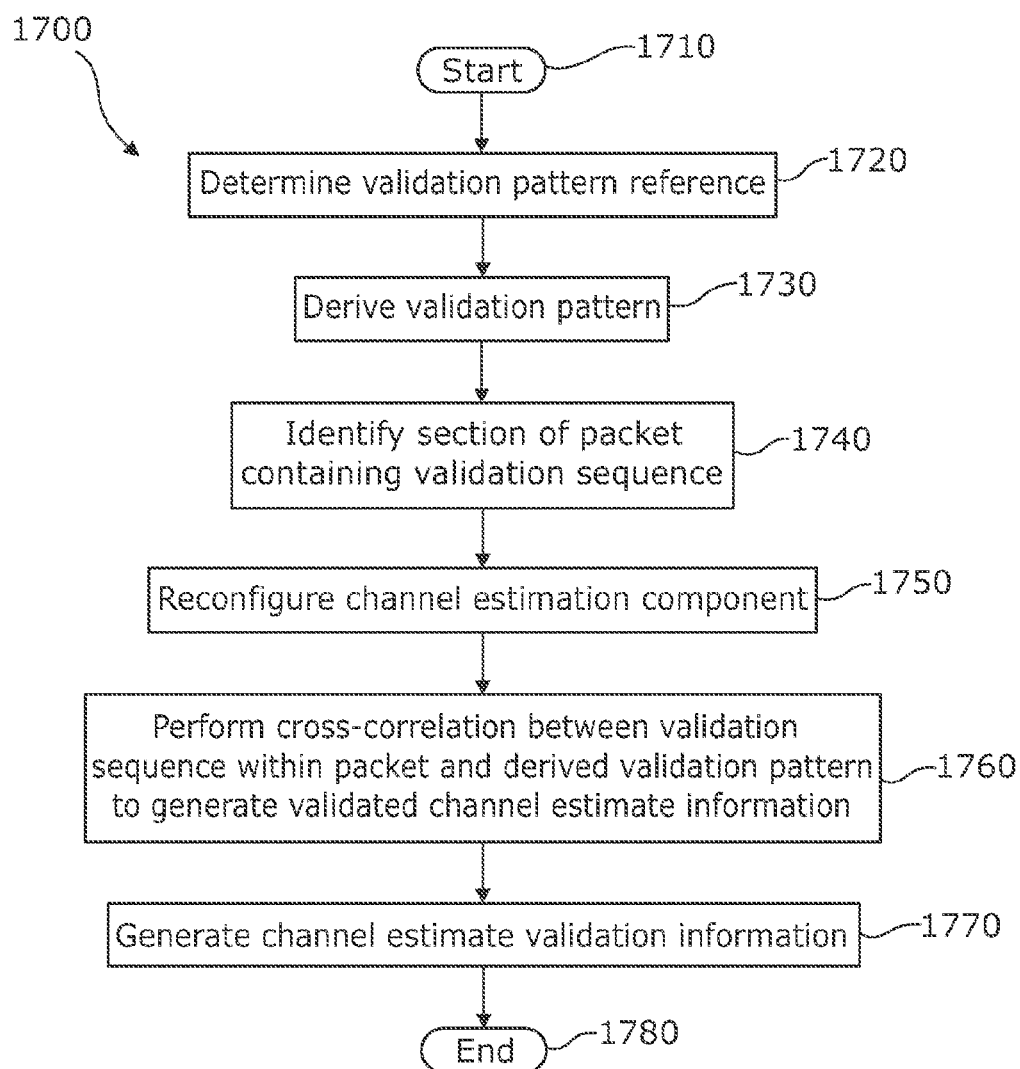 1700
Start
1710
Determine validation pattern reference
1720
Derive validation pattern
1730
Identify section of packet
containing validation sequence
1740
Reconfigure channel estimation component
1750
Perform cross-correlation between validation
sequence within packet and derived validation pattern
to generate validated channel estimate information
1760
Generate channel estimate validation information
1770
End
1780